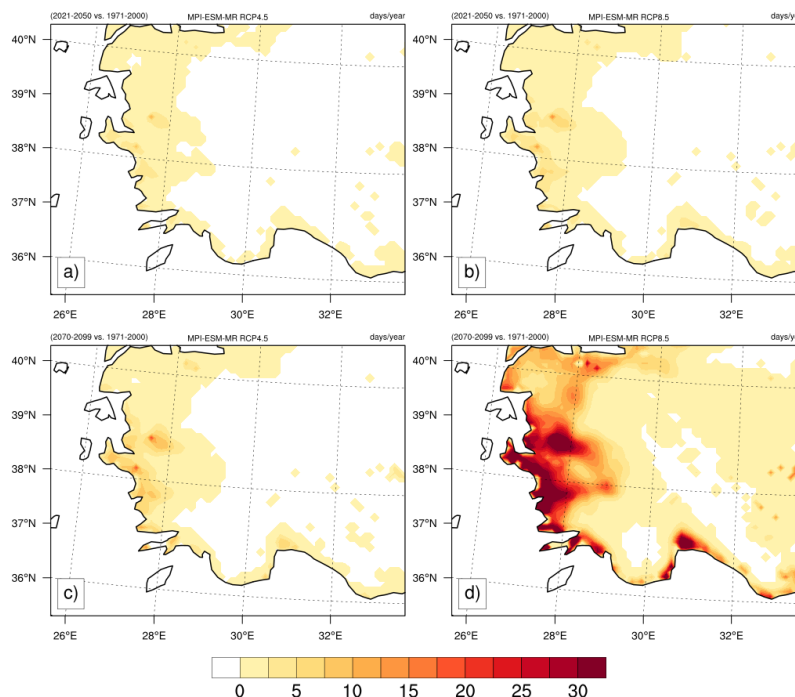 (2021-2050 vs. 1971-2000) MPI-ESM-MR RCP4.5 days/year
40°N
39°N
38°N
37°N
36°N
a)
26°E 28°E 30°E 32°E
(2021-2050 vs. 1971-2000) MPI-ESM-MR RCP8.5 days/year
40°N
39°N
38°N
37°N
36°N
b)
26°E 28°E 30°E 32°E
(2070-2099 vs. 1971-2000) MPI-ESM-MR RCP4.5 days/year
40°N
39°N
38°N
37°N
36°N
c)
26°E 28°E 30°E 32°E
(2070-2099 vs. 1971-2000) MPI-ESM-MR RCP8.5 days/year
40°N
39°N
38°N
37°N
36°N
d)
26°E 28°E 30°E 32°E
0 5 10 15 20 25 30